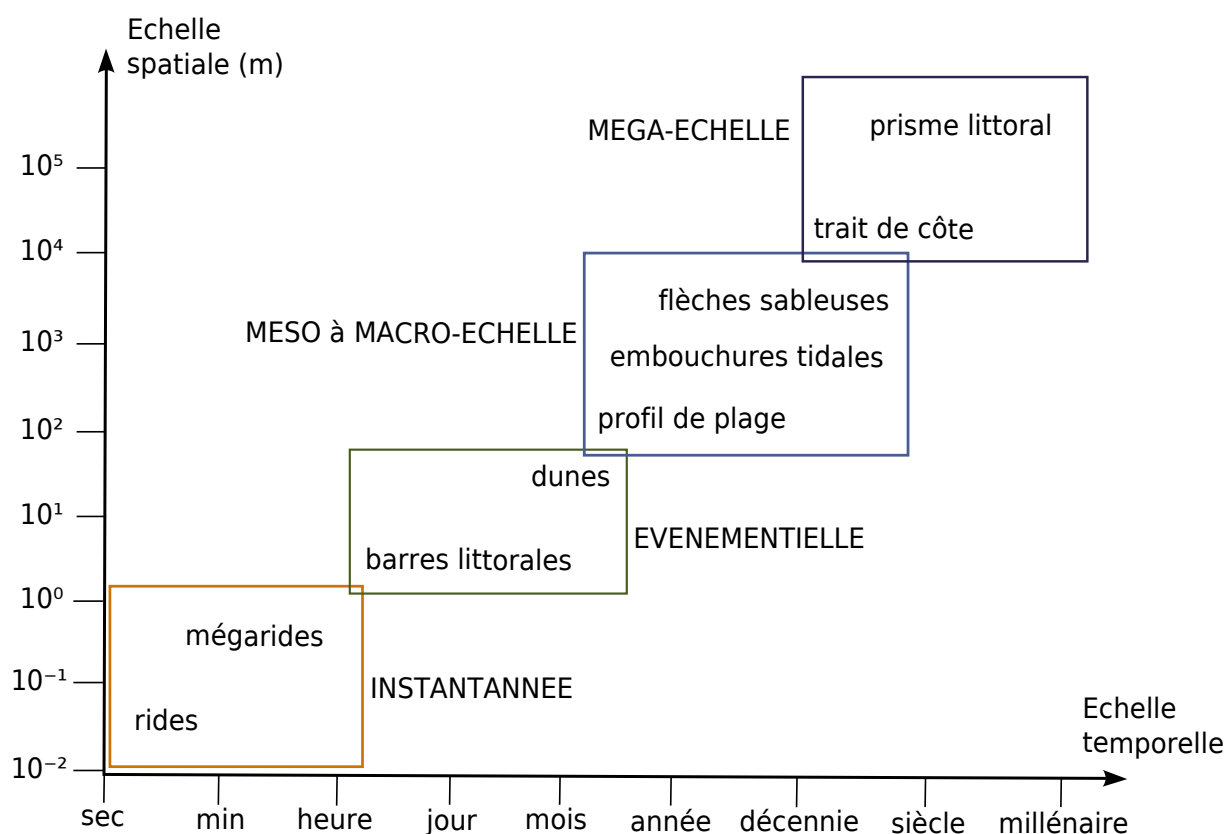 Echelle
spatiale (m)
MEGA-ECHELLE
prisme littoral
10⁵
trait de côte
10⁴
flèches sableuses
MESO à MACRO-ECHELLE
10³
embouchures tidales
profil de plage
10²
dunes
10¹
EVENEMENTIELLE
barres littorales
10⁰
mégarides
10⁻¹
INSTANTANNEE
rides
Echelle
temporelle
10⁻²
sec
min
heure
jour
mois
année
décennie
siècle
millénaire